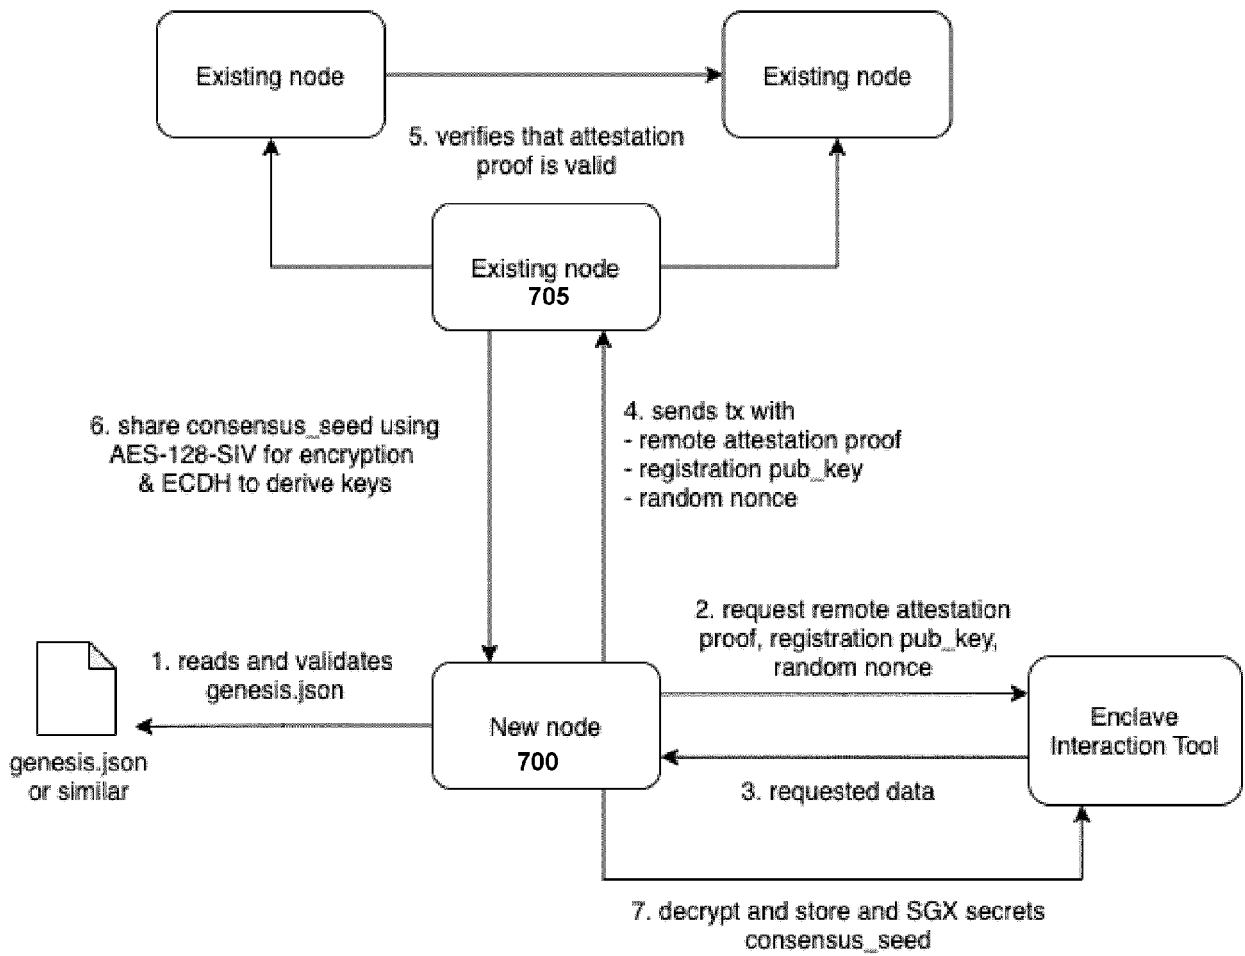 Existing node
Existing node
5. verifies that attestation
proof is valid
Existing node
705
6. share consensus_seed using
AES-128-SIV for encryption
& ECDH to derive keys
4. sends tx with
- remote attestation proof
- registration pub_key
- random nonce
2. request remote attestation
proof, registration pub_key,
random nonce
1. reads and validates
genesis.json
genesis.json
or similar
New node
700
Enclave
Interaction Tool
3. requested data
7. decrypt and store and SGX secrets
consensus_seed